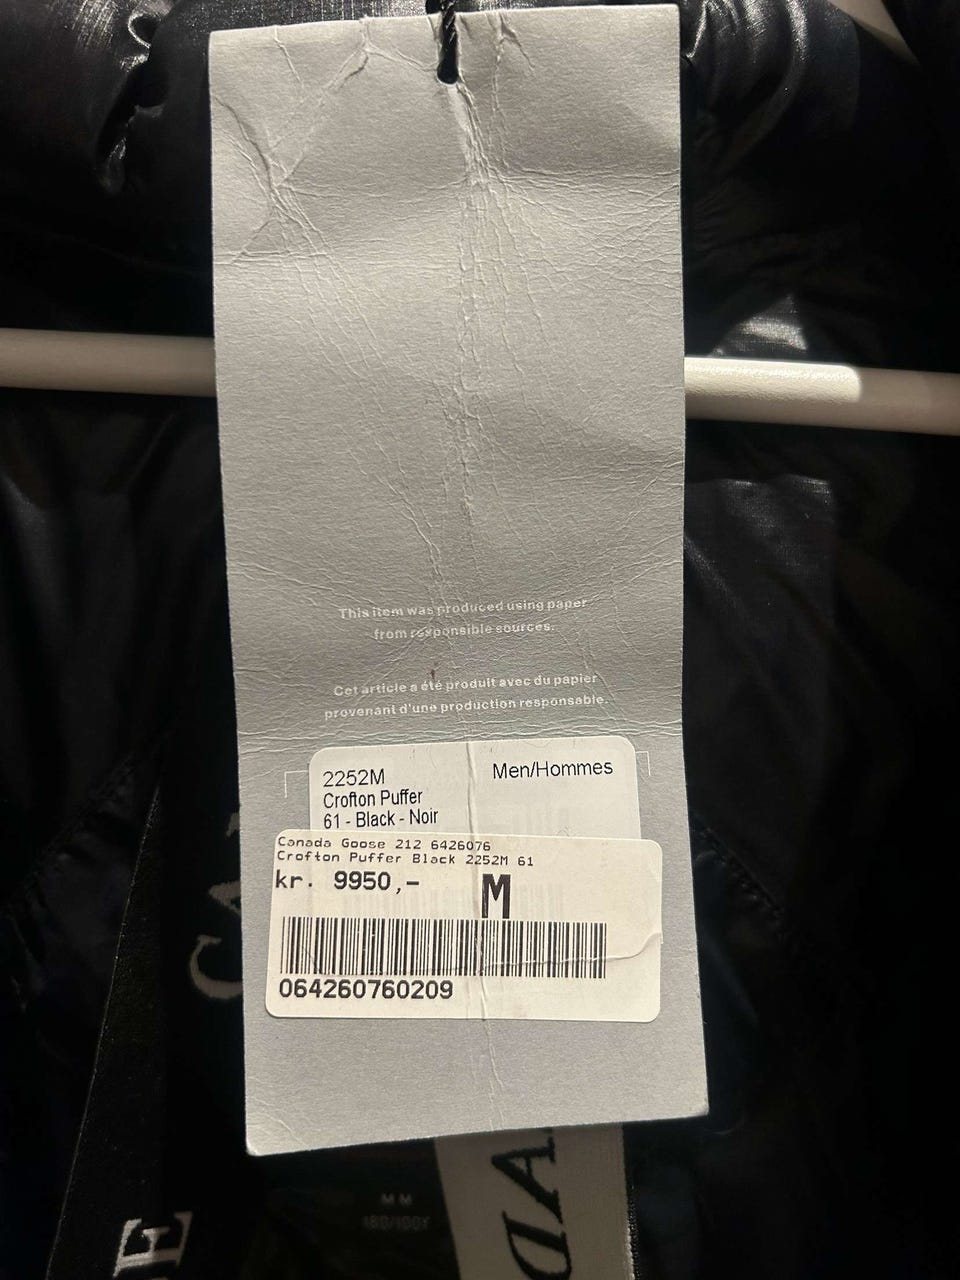 This item was produced using paper
from responsible sources.
Cet article a été produit avec du papier
provenant d'une production responsable.
2252M
Men/Hommes
Crofton Puffer
61 - Black - Noir
Canada Goose 212 6426076
Crofton Puffer Black 2252M 61
kr. 9950,-
M
064260760209
M M